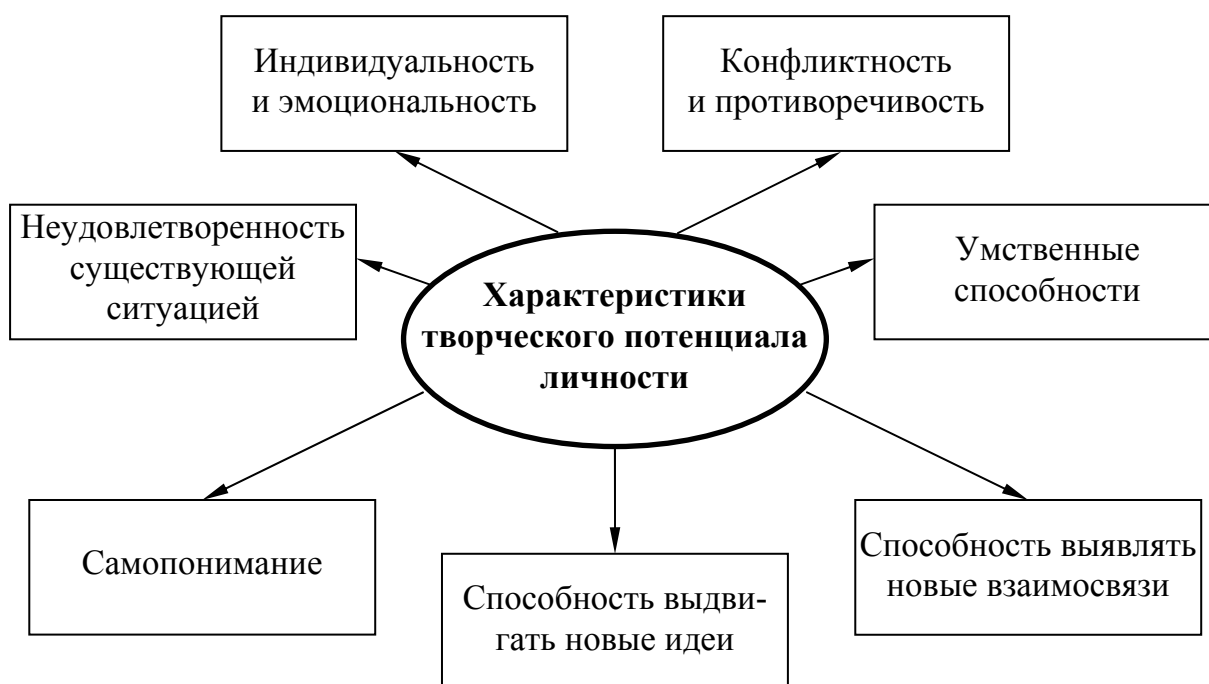 Индивидуальность
и эмоциональность
Конфликтность
и противоречивость
Неудовлетворенность
существующей
ситуацией
Умственные
способности
Характеристики
творческого потенциала
личности
Самопонимание
Способность выдви-
гать новые идеи
Способность выявлять
новые взаимосвязи